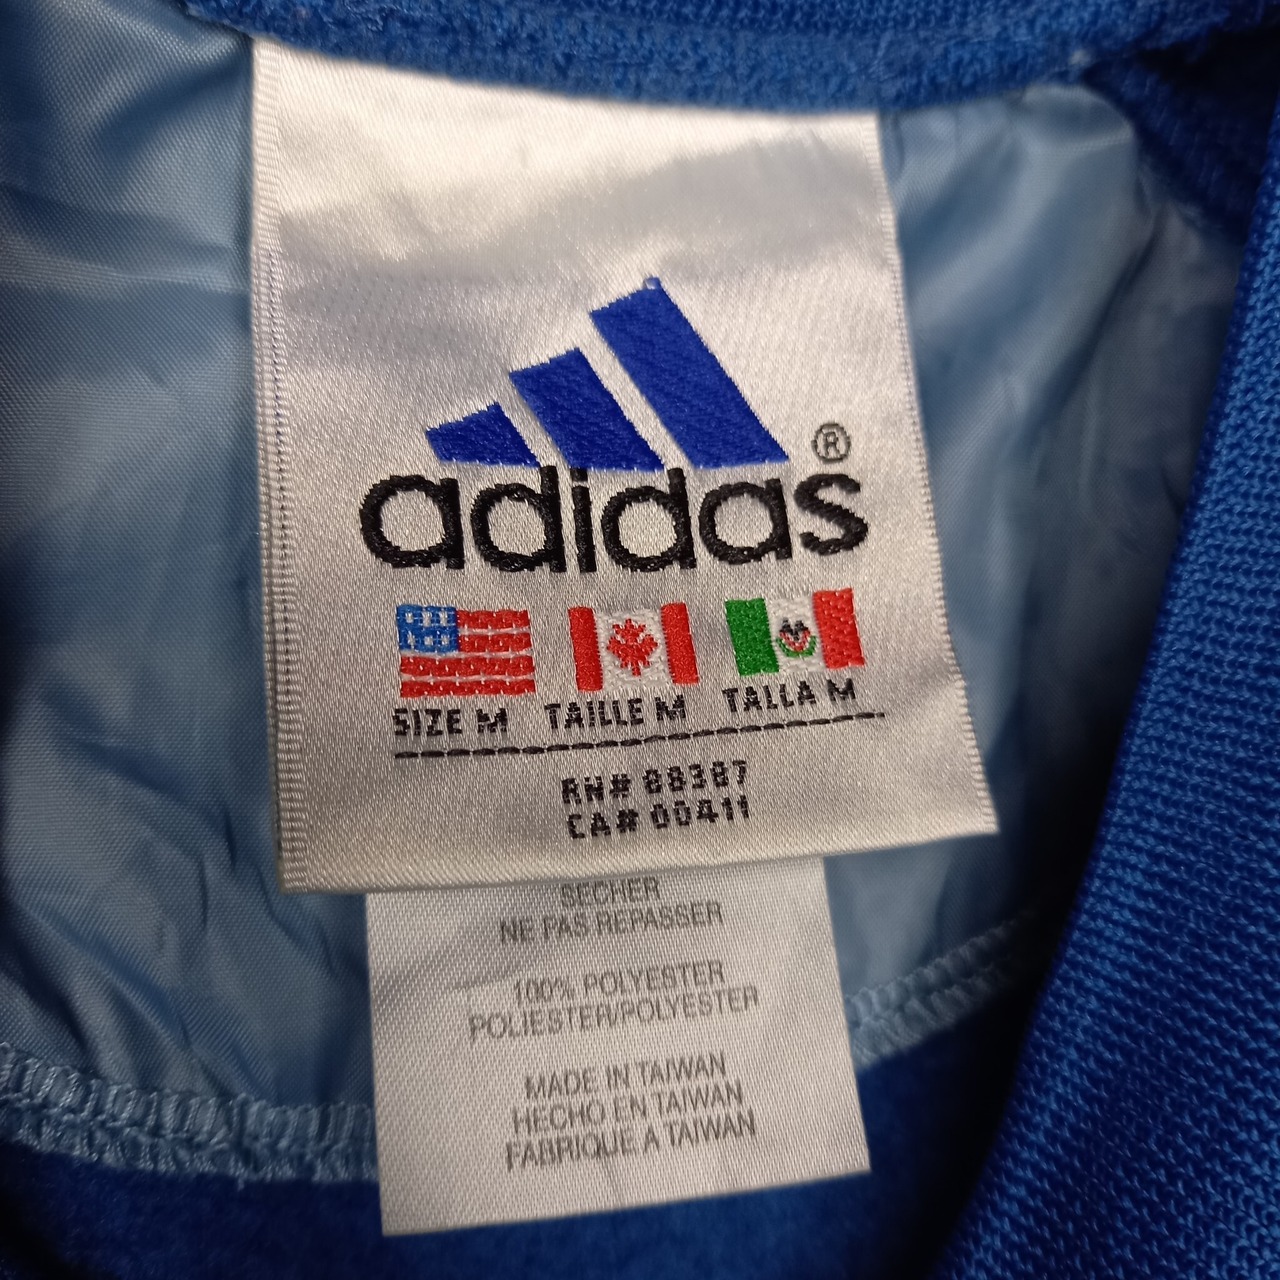 adidas®
SIZE M TAILLE M TALLA M
RN# 88387
CA# 00411
SECHER
NE PAS REPASSER
100% POLYESTER
POLIESTER/POLYESTER
MADE IN TAIWAN
HECHO EN TAIWAN
FABRIQUE A TAIWAN